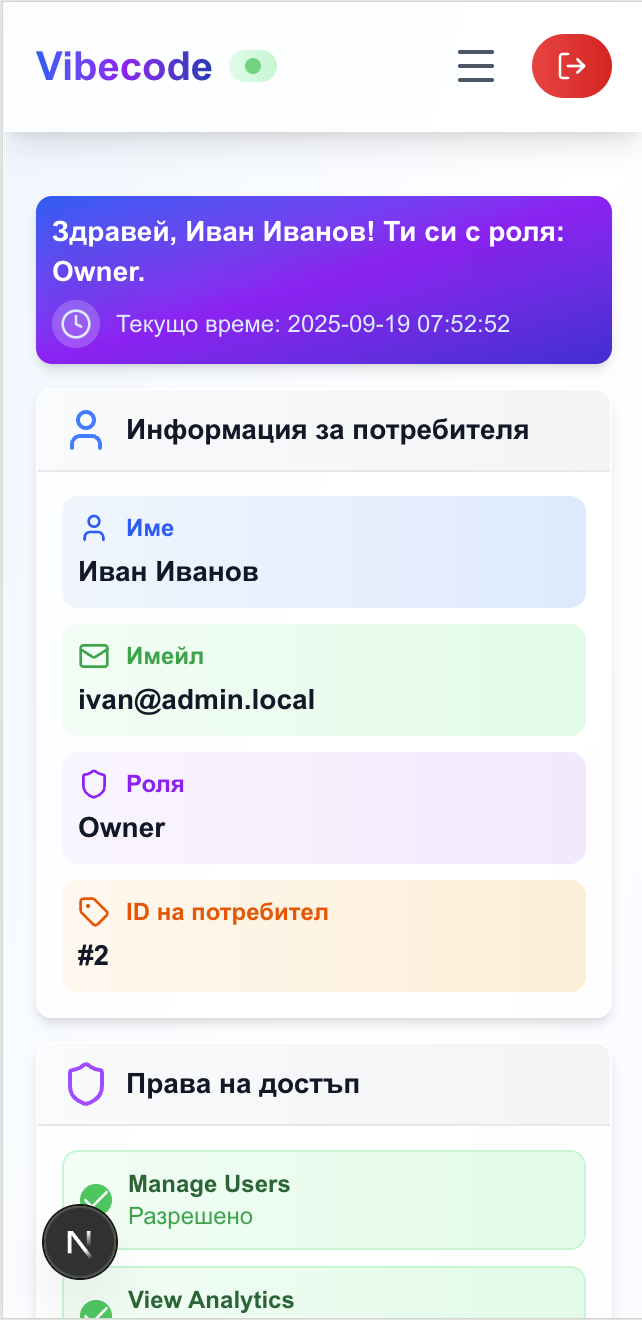 Vibecode
Здравей, Иван Иванов! Ти си с роля:
Owner.
Текущо време: 2025-09-19 07:52:52
Информация за потребителя
Име
Иван Иванов
Имейл
ivan@admin.local
Роля
Owner
ID на потребител
#2
Права на достъп
Manage Users
Разрешено
N
View Analytics